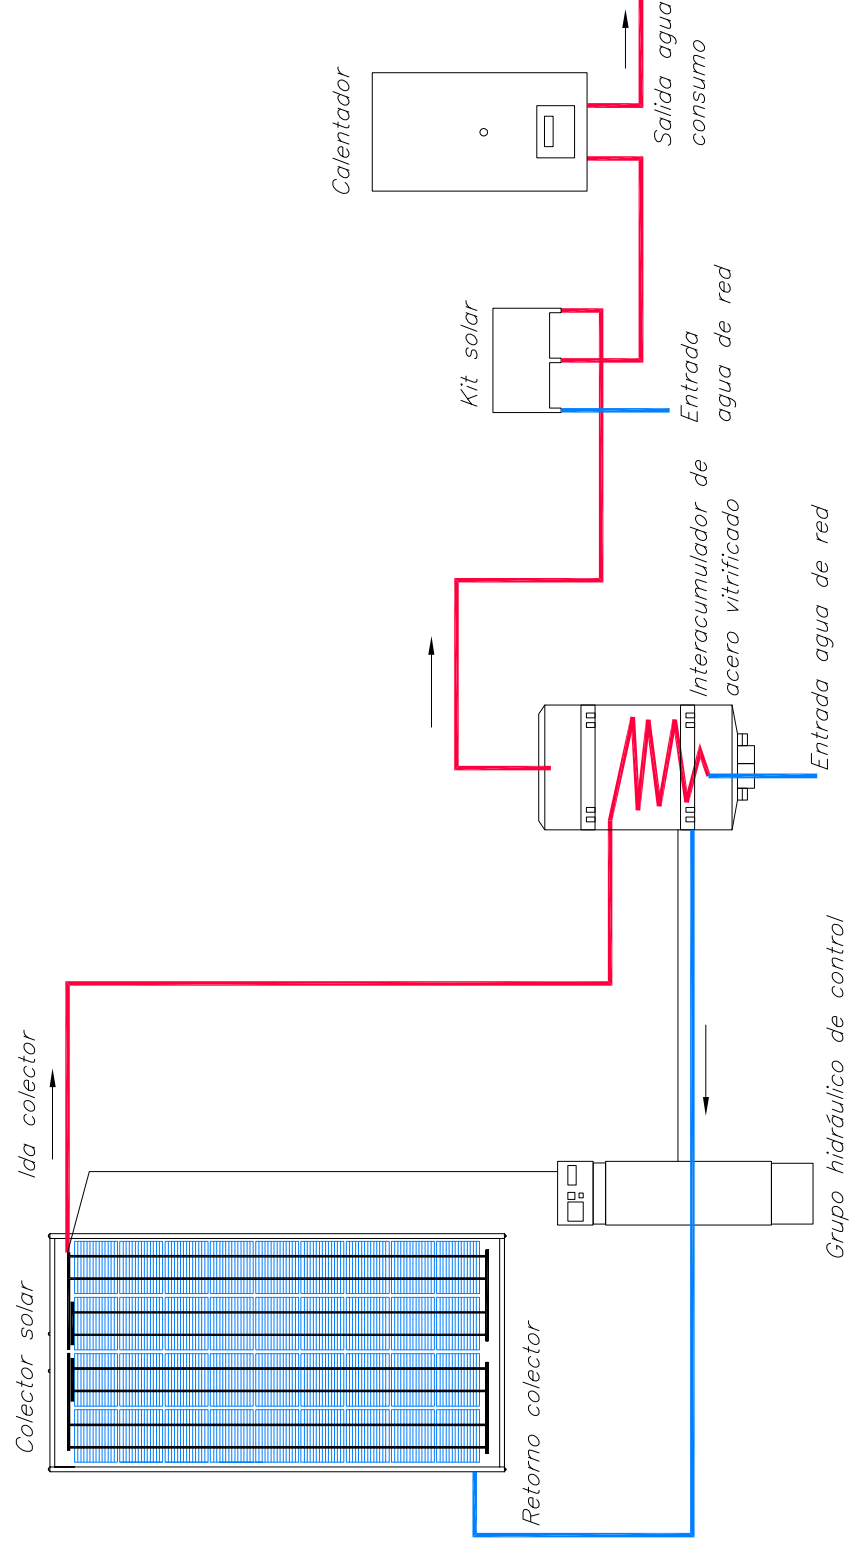 Colector solar
Ida colector
Retorno colector
Grupo hidráulico de control
Interacumulador de
acero vitrificado
Entrada agua de red
Kit solar
Entrada
agua de red
Calentador
Salida agua
consumo